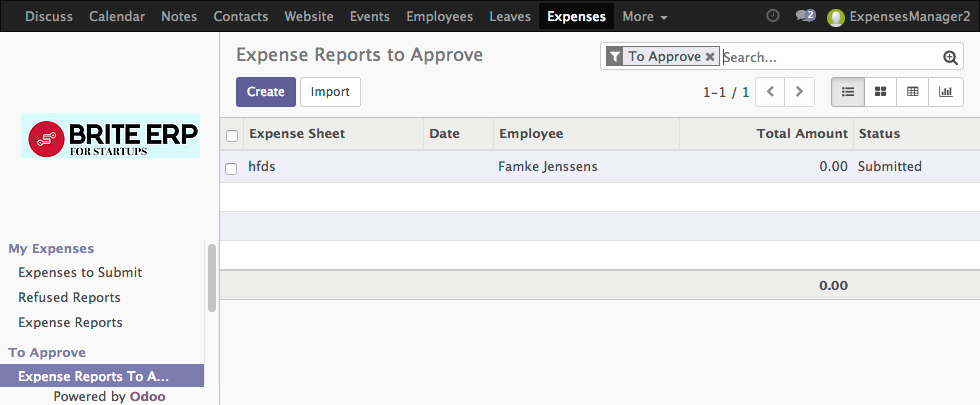 Discuss Calendar Notes Contacts Website Events Employees Leaves Expenses More 2 ExpensesManager2
Expense Reports to Approve
To Approve Search...
Create Import
1-1 / 1
BRITE ERP
FOR STARTUPS
Expense Sheet Date Employee Total Amount Status
hfds Famke Jenssens 0.00 Submitted
0.00
My Expenses
Expenses to Submit
Refused Reports
Expense Reports
To Approve
Expense Reports To A...
Powered by Odoo